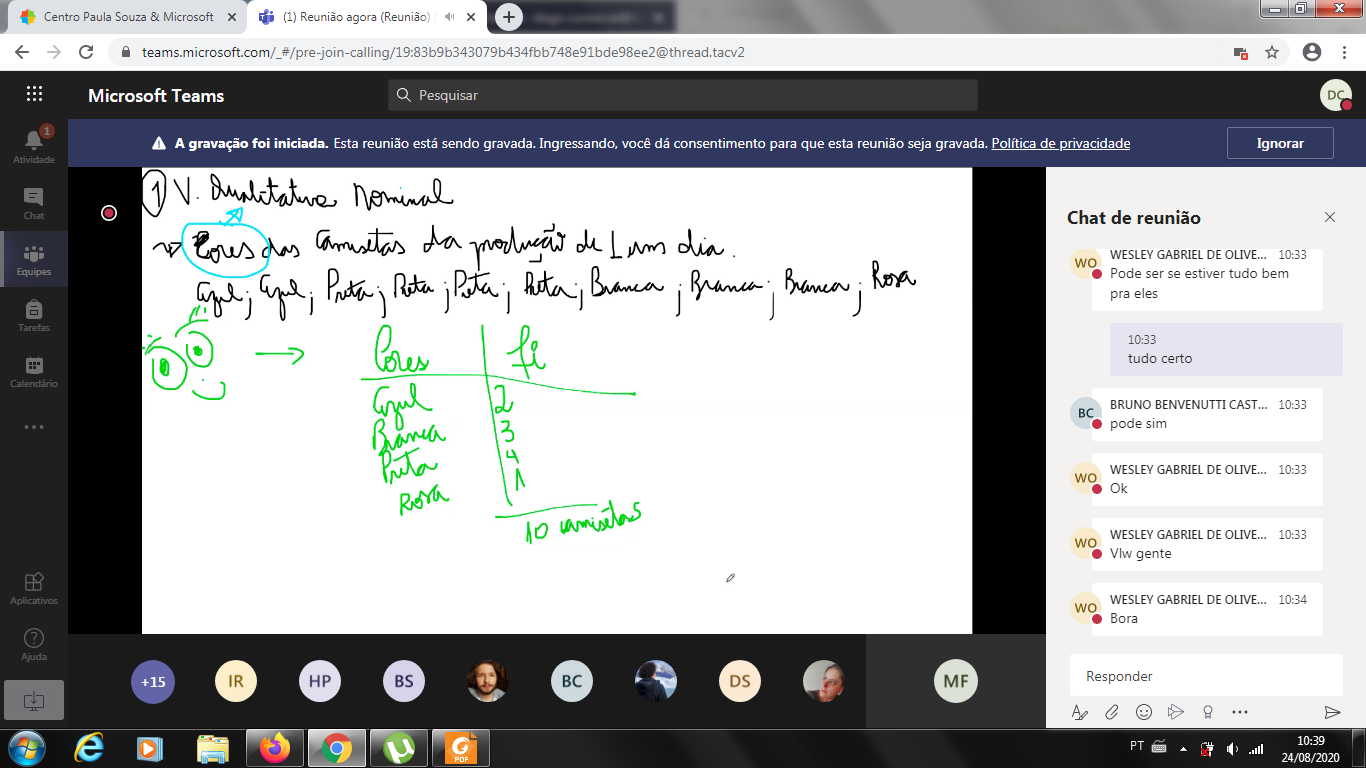 Centro Paula Souza & Microsoft
(1) Reunião agora (Reunião)
teams.microsoft.com/_#/pre-join-calling/19:83b9b343079b434fbb748e91bde98ee2@thread.tacv2
Microsoft Teams
Pesquisar
DC
A gravação foi iniciada. Esta reunião está sendo gravada. Ingressando, você dá consentimento para que esta reunião seja gravada. Política de privacidade
Ignorar
1
Atividade
Chat
Equipes
Tarefas
Calendário
Aplicativos
Ajuda
1 V. Qualitativa Nominal
Cores das Camisetas da produção de 1 um dia.
Azul; Azul; Preta; Preta; Preta; Preta; Branca; Branca; Branca; Rosa
Cores fi
Azul 2
Branca 3
Preta 4
Rosa 1
10 camisetas
Chat de reunião
WO
WESLEY GABRIEL DE OLIVE... 10:33
Pode ser se estiver tudo bem
pra eles
10:33
tudo certo
BC
BRUNO BENVENUTTI CAST... 10:33
pode sim
WO
WESLEY GABRIEL DE OLIVE... 10:33
Ok
WO
WESLEY GABRIEL DE OLIVE... 10:33
Vlw gente
WO
WESLEY GABRIEL DE OLIVE... 10:34
Bora
Responder
+15 IR HP BS BC DS MF
PDF
PT
10:39
24/08/2020